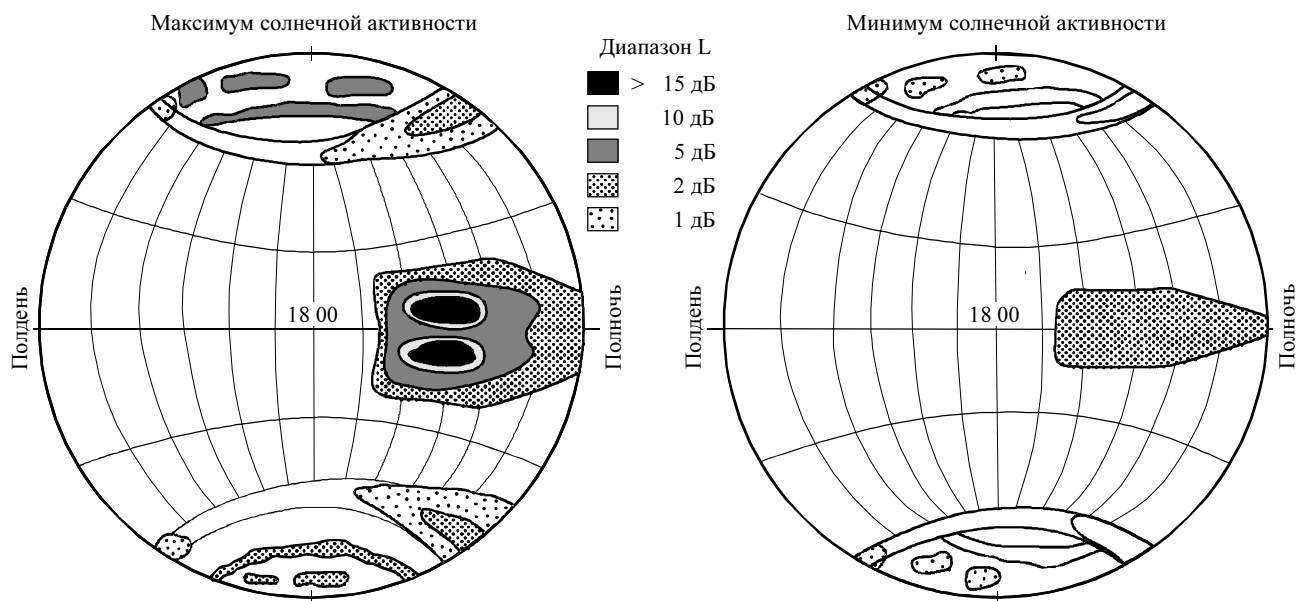 Максимум солнечной активности
Минимум солнечной активности
Диапазон L
> 15 дБ
10 дБ
5 дБ
2 дБ
1 дБ
Полдень
18 00
Полночь
Полдень
18 00
Полночь